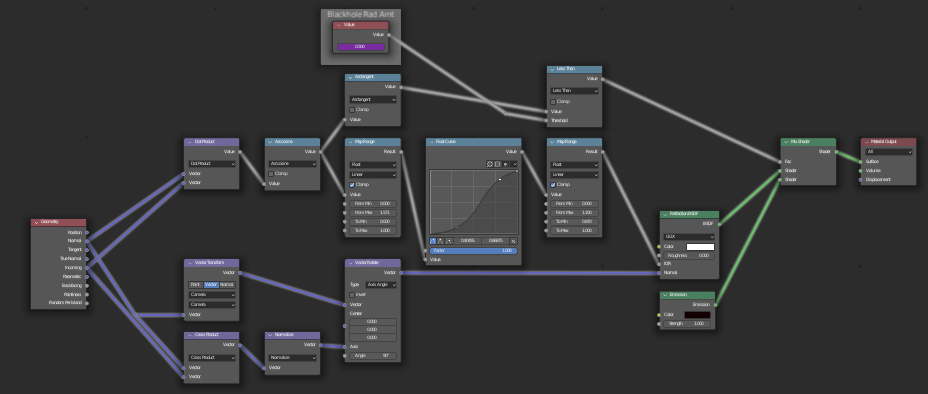 Blackhole Rad Amt
Value
Value
0.000
Arctangent
Value
Arctangent
Clamp
Value
Less Than
Value
Less Than
Clamp
Value
Threshold
Dot Product
Value
Dot Product
Vector
Vector
Arccosine
Value
Arccosine
Clamp
Value
Map Range
Result
Float
Linear
Clamp
Value
From Min 0.000
From Max 1.571
To Min 0.000
To Max 1.000
Float Curve
Value
Factor 1.000
Value
Map Range
Result
Float
Linear
Clamp
Value
From Min 0.000
From Max 1.100
To Min
To Max 1.000
Mix Shader
Shader
Fac
Shader
Shader
Material Output
All
Surface
Volume
Displacement
Geometry
Position
Normal
Tangent
True Normal
Incoming
Parametric
Backfacing
Pointiness
Random Per Island
Vector Transform
Vector
Point Vector Normal
Camera
Camera
Vector
Vector Rotate
Vector
Type Axis Angle
Invert
Vector
Center
0.000
0.000
0.000
Axis
Angle 90°
Cross Product
Vector
Cross Product
Vector
Vector
Normalize
Vector
Normalize
Vector
Refraction BSDF
BSDF
GGX
Color
Roughness 0.000
IOR
Normal
Emission
Emission
Color
Strength 1.000